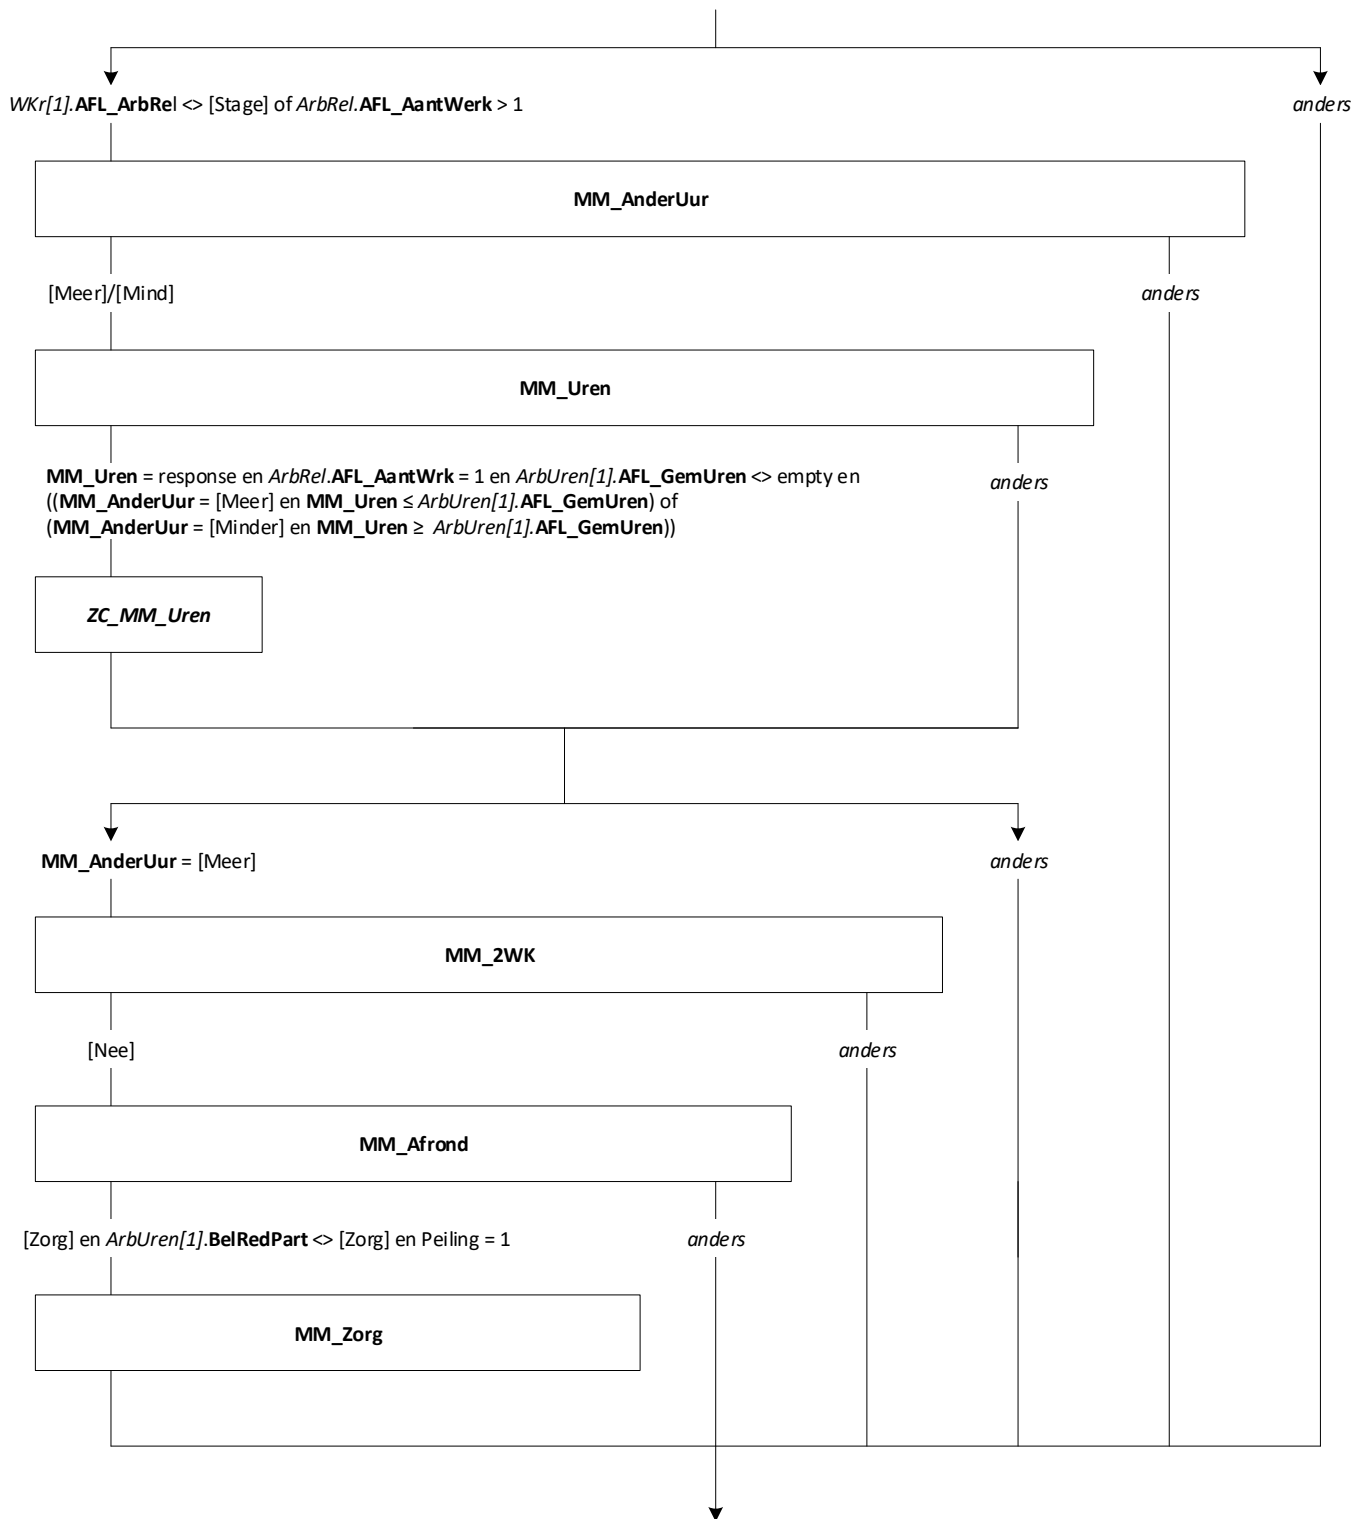 WKr[1].AFL_ArbRel <> [Stage] of ArbRel.AFL_AantWerk > 1
anders
MM_AnderUur
[Meer]/[Mind]
anders
MM_Uren
MM_Uren = response en ArbRel.AFL_AantWrk = 1 en ArbUren[1].AFL_GemUren <> empty en
((MM_AnderUur = [Meer] en MM_Uren ≤ ArbUren[1].AFL_GemUren) of
(MM_AnderUur = [Minder] en MM_Uren ≥ ArbUren[1].AFL_GemUren))
anders
ZC_MM_Uren
MM_AnderUur = [Meer]
anders
MM_2WK
[Nee]
anders
MM_Afrond
[Zorg] en ArbUren[1].BelRedPart <> [Zorg] en Peiling = 1
anders
MM_Zorg